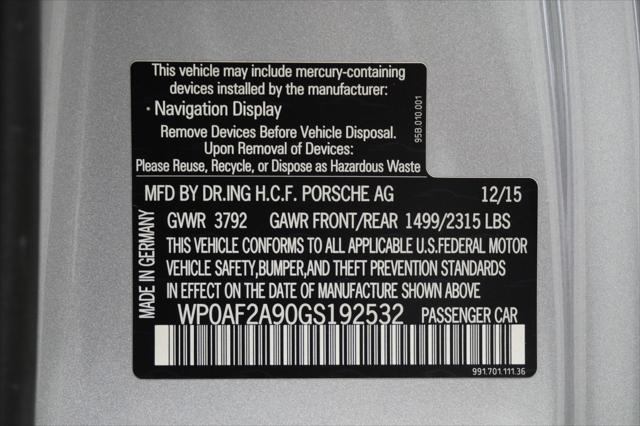 This vehicle may include mercury-containing
devices installed by the manufacturer:
· Navigation Display
Remove Devices Before Vehicle Disposal.
Upon Removal of Devices:
Please Reuse, Recycle, or Dispose as Hazardous Waste
95B.010.001
MFD BY DR.ING H.C.F. PORSCHE AG 12/15
GVWR 3792 GAWR FRONT/REAR 1499/2315 LBS
THIS VEHICLE CONFORMS TO ALL APPLICABLE U.S.FEDERAL MOTOR
VEHICLE SAFETY,BUMPER,AND THEFT PREVENTION STANDARDS
IN EFFECT ON THE DATE OF MANUFACTURE SHOWN ABOVE
MADE IN GERMANY
WP0AF2A90GS192532 PASSENGER CAR
991.701.111.36